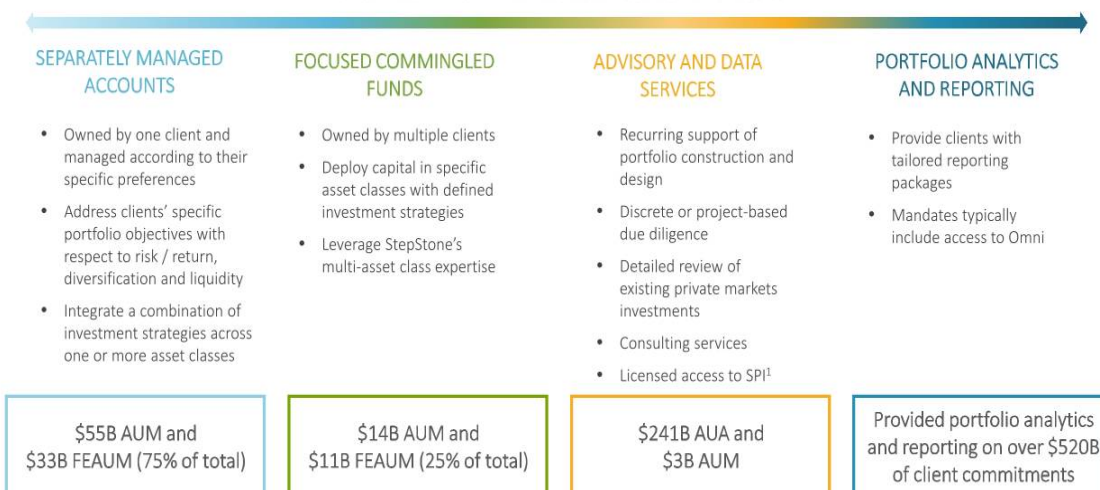 SEPARATELY MANAGED
ACCOUNTS
• Owned by one client and
managed according to their
specific preferences
• Address clients' specific
portfolio objectives with
respect to risk / return,
diversification and liquidity
• Integrate a combination of
investment strategies across
one or more asset classes
$55B AUM and
$33B FEAUM (75% of total)
FOCUSED COMMINGLED
FUNDS
• Owned by multiple clients
• Deploy capital in specific
asset classes with defined
investment strategies
• Leverage StepStone's
multi-asset class expertise
$14B AUM and
$11B FEAUM (25% of total)
ADVISORY AND DATA
SERVICES
• Recurring support of
portfolio construction and
design
• Discrete or project-based
due diligence
• Detailed review of
existing private markets
investments
• Consulting services
• Licensed access to SPI¹
$241B AUA and
$3B AUM
PORTFOLIO ANALYTICS
AND REPORTING
• Provide clients with
tailored reporting
packages
• Mandates typically
include access to Omni
Provided portfolio analytics
and reporting on over $520B
of client commitments